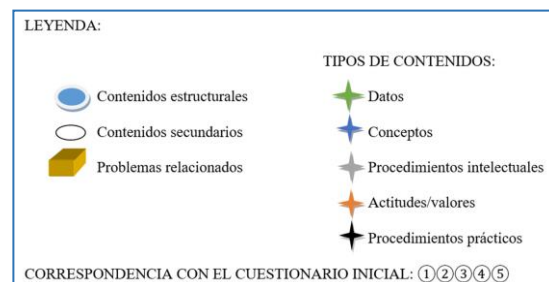 LEYENDA:
TIPOS DE CONTENIDOS:
Contenidos estructurales
Datos
Contenidos secundarios
Conceptos
Problemas relacionados
Procedimientos intelectuales
Actitudes/valores
Procedimientos prácticos
CORRESPONDENCIA CON EL CUESTIONARIO INICIAL: ①②③④⑤